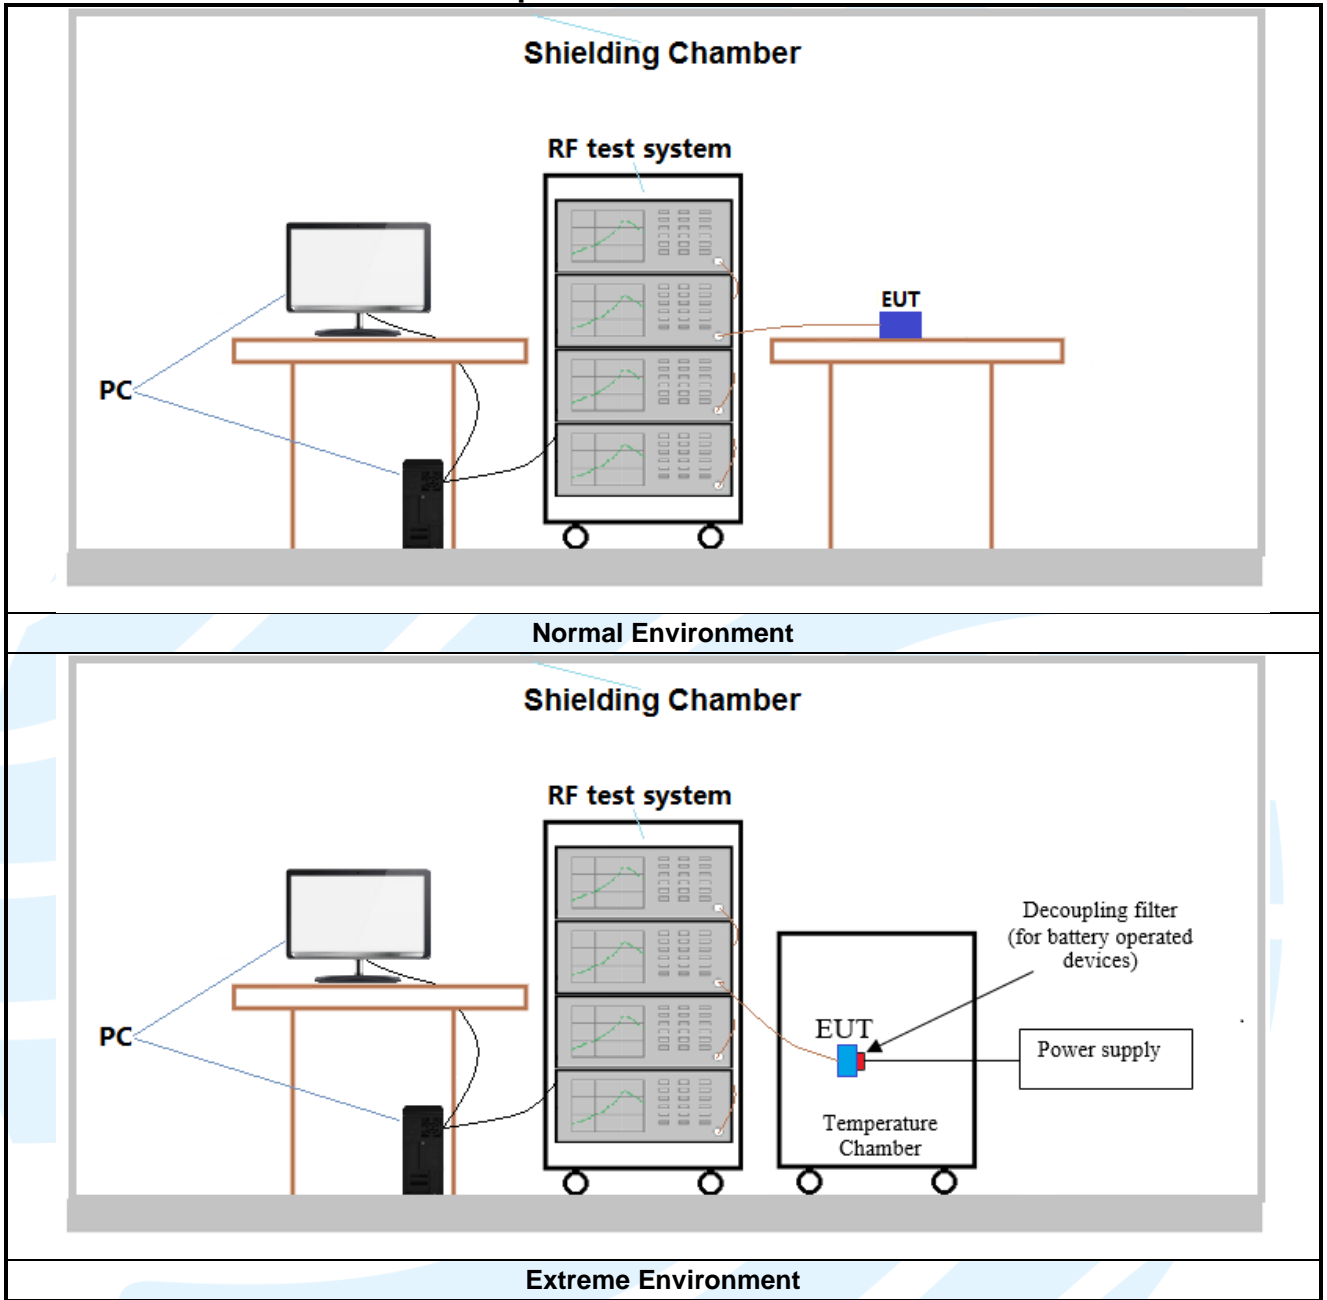 Shielding Chamber
RF test system
EUT
PC
Normal Environment
Shielding Chamber
RF test system
Decoupling filter
(for battery operated
devices)
EUT
PC
Power supply
Temperature
Chamber
Extreme Environment